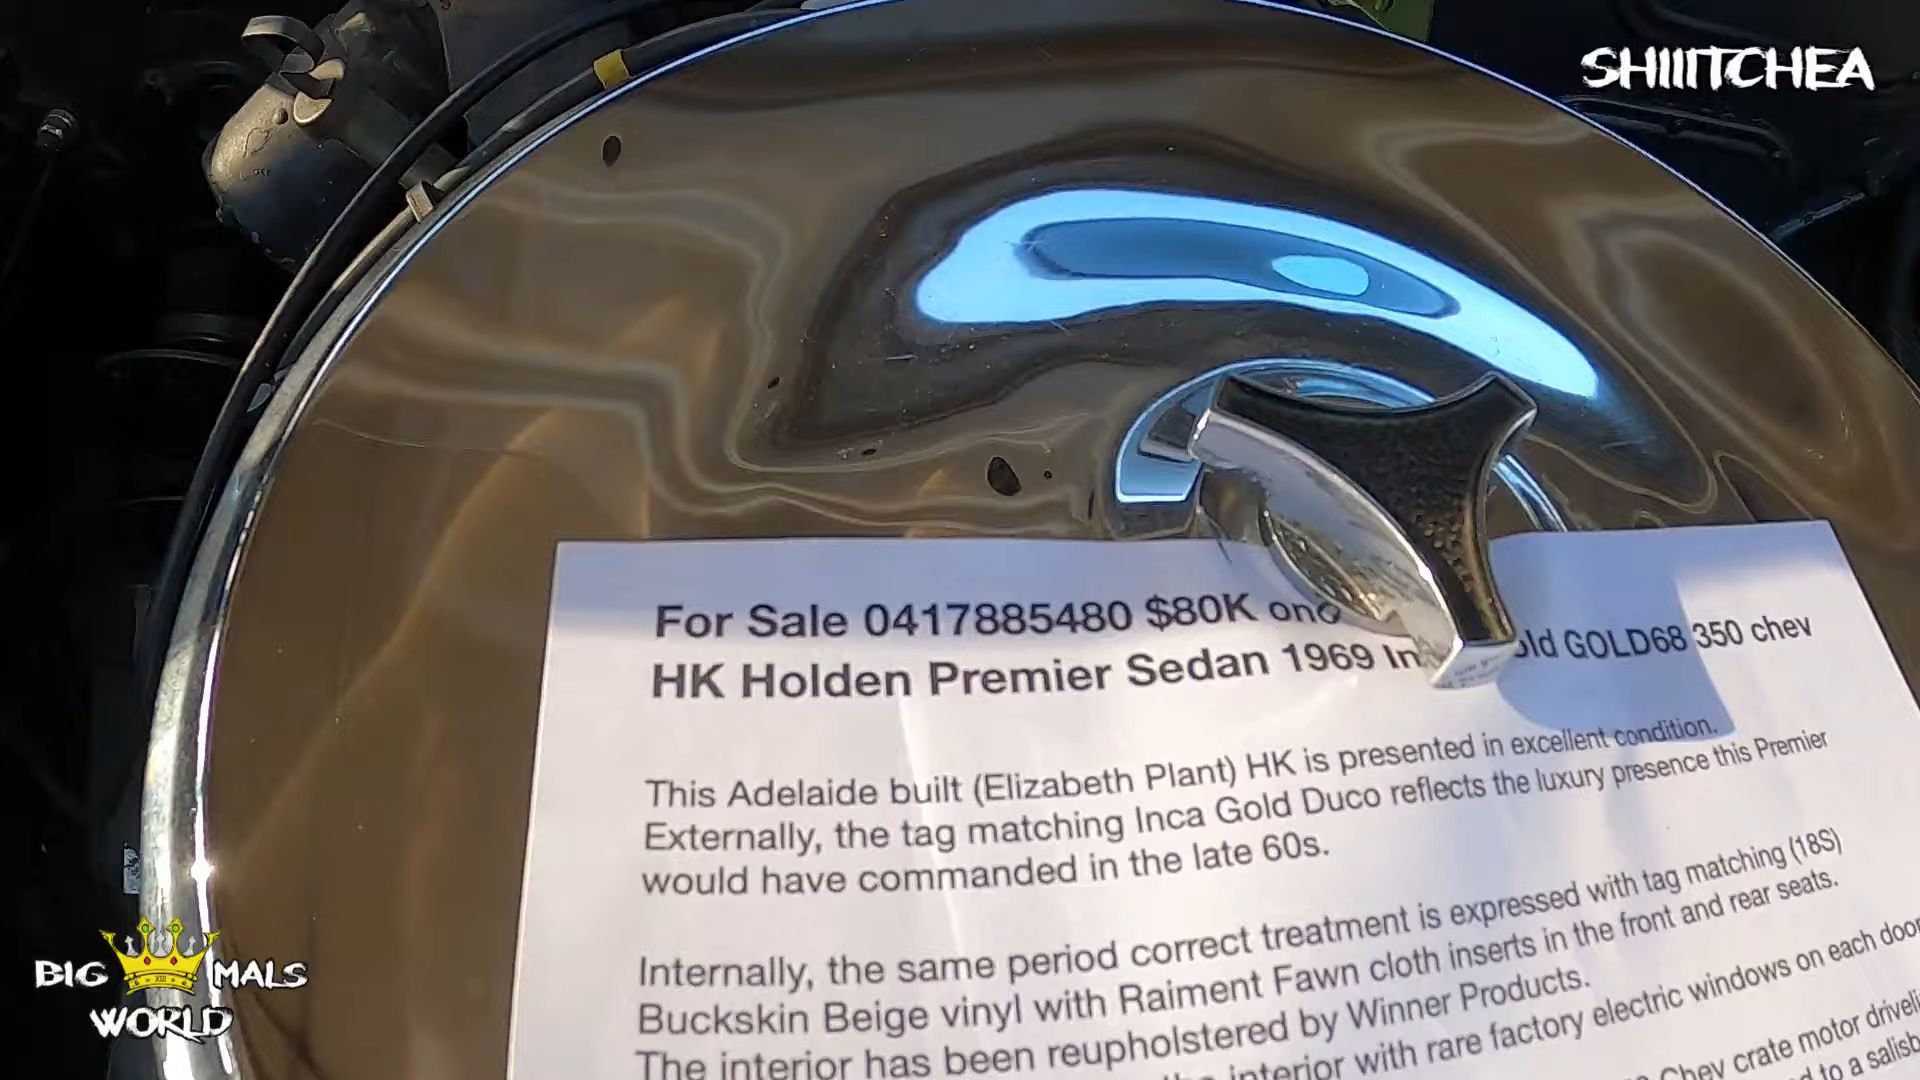 SHIIITCHEA
For Sale 0417885480 $80K ono
HK Holden Premier Sedan 1969 In old GOLD68 350 chev
This Adelaide built (Elizabeth Plant) HK is presented in excellent condition.
Externally, the tag matching Inca Gold Duco reflects the luxury presence this Premier
would have commanded in the late 60s.
Internally, the same period correct treatment is expressed with tag matching (18S)
Buckskin Beige vinyl with Raiment Fawn cloth inserts in the front and rear seats.
The interior has been reupholstered by Winner Products.
interior with rare factory electric windows on each door
Chev crate motor
to a
BIG MALS
WORLD